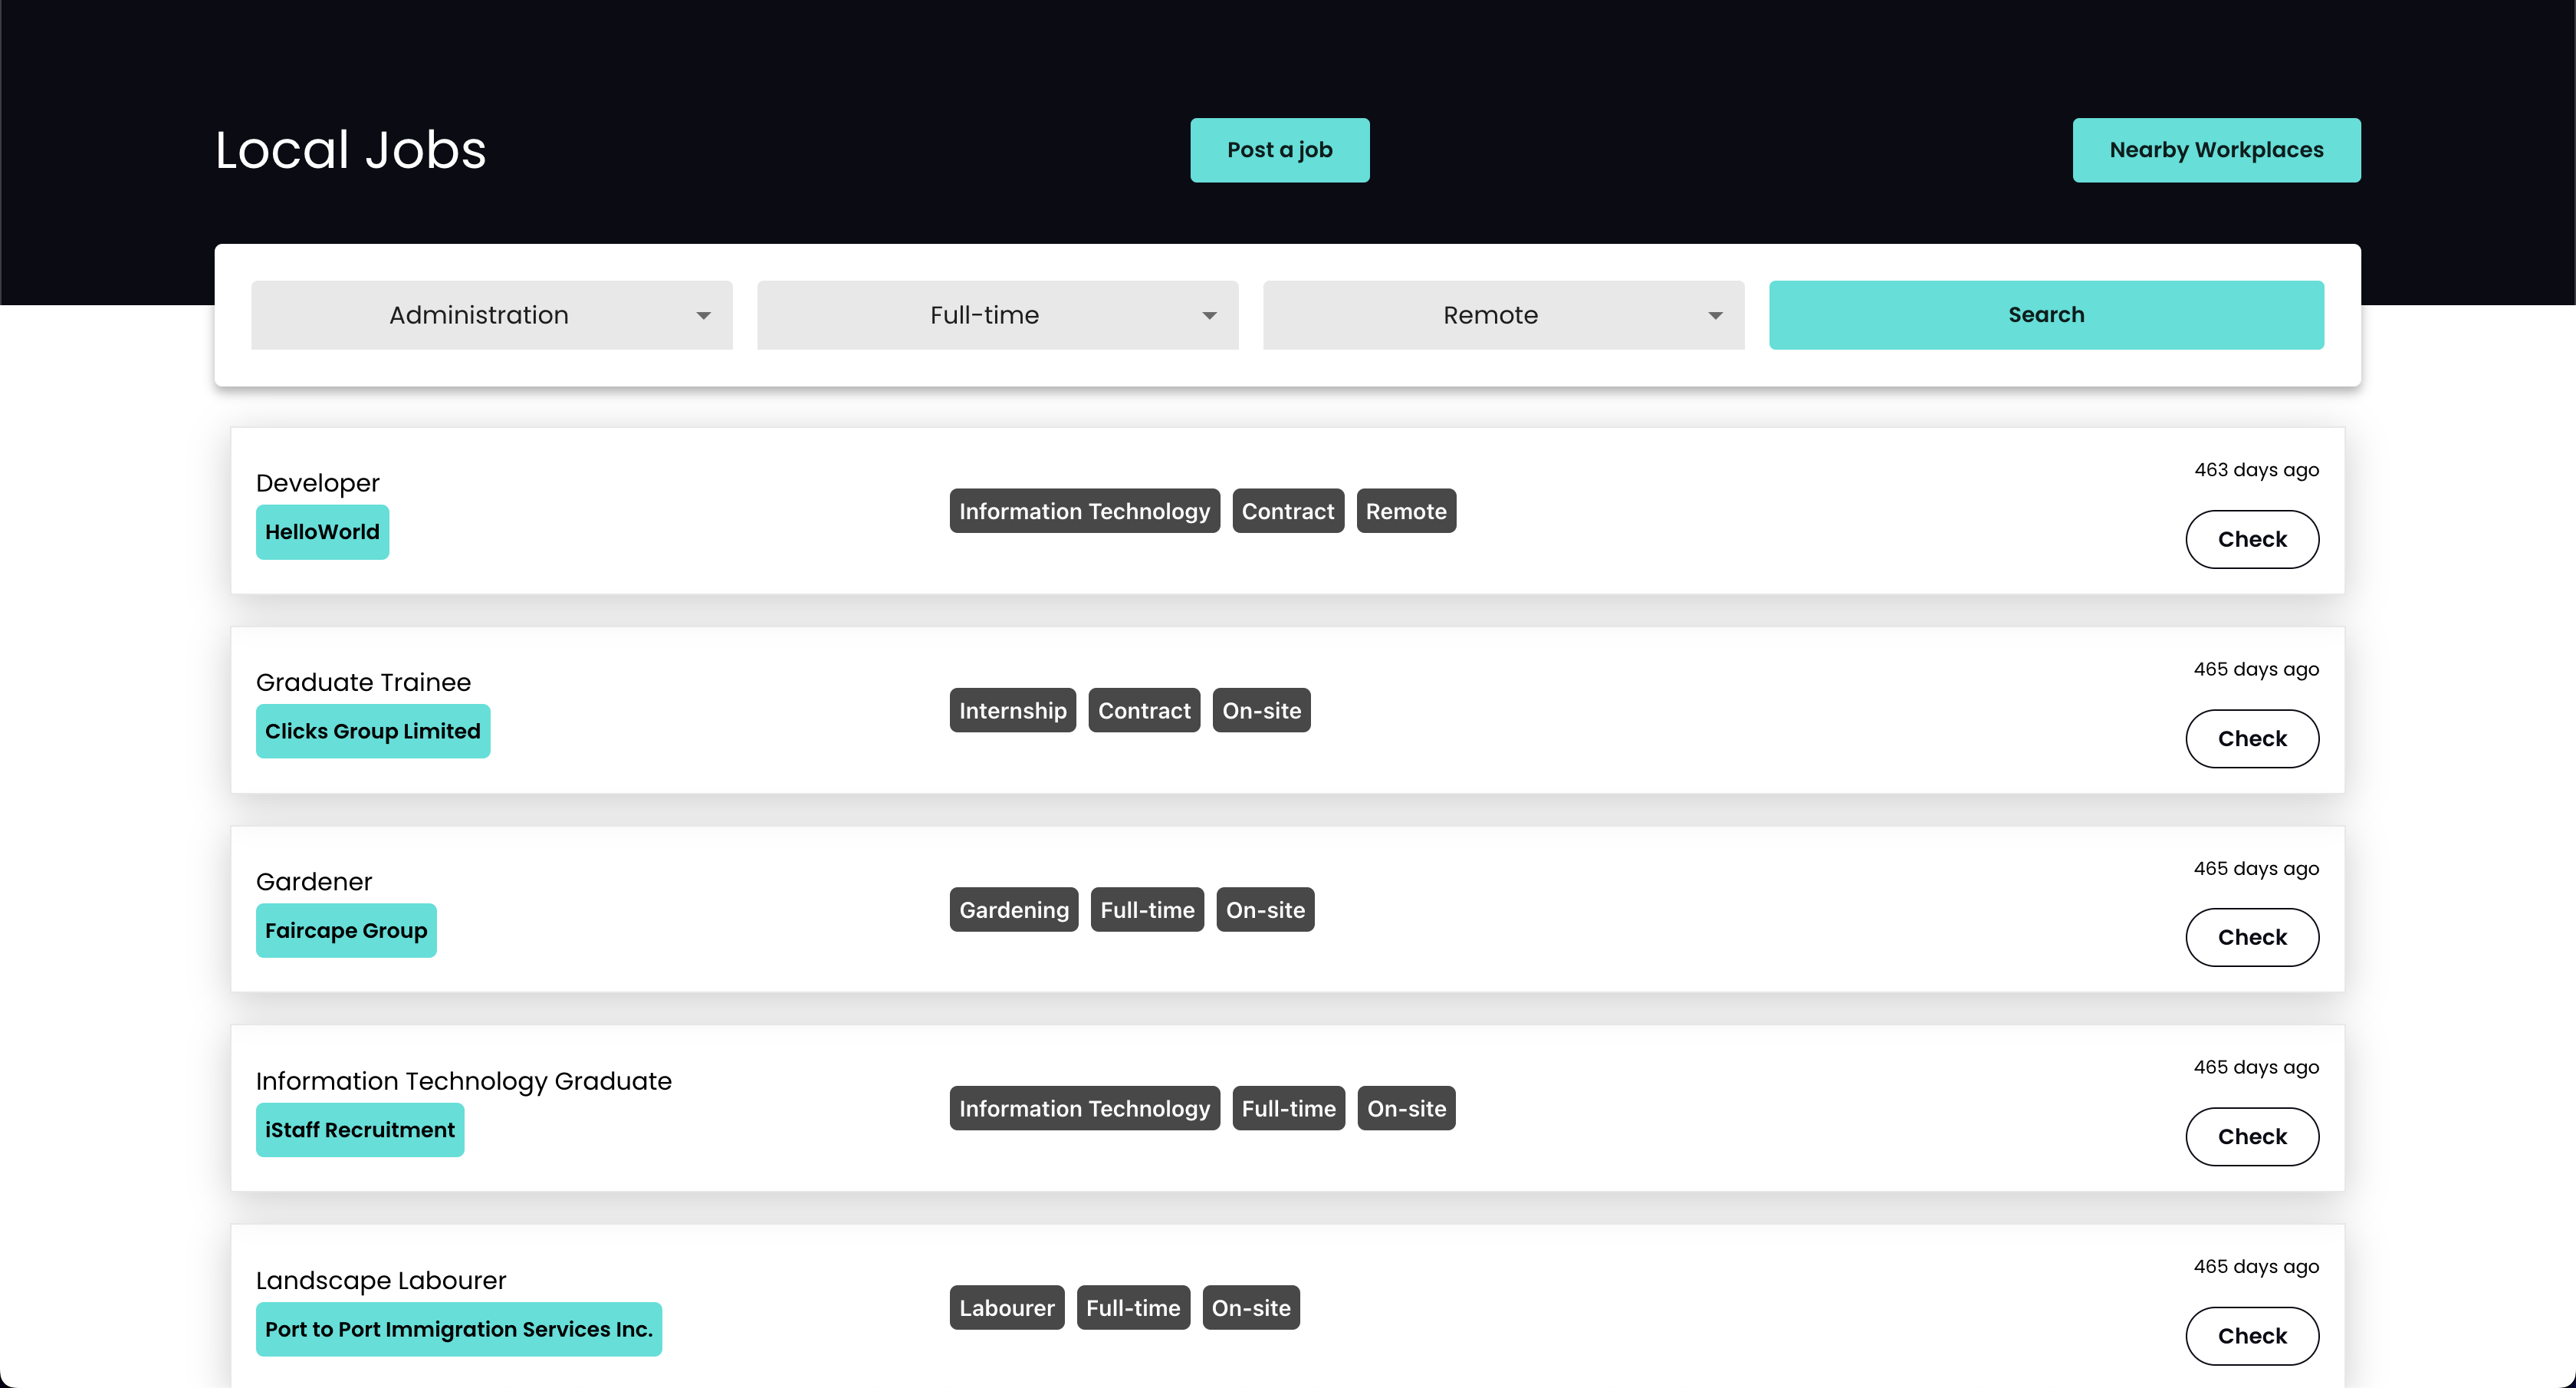 Local Jobs
Post a job
Nearby Workplaces
Administration
Full-time
Remote
Search
Developer
HelloWorld
Information Technology
Contract
Remote
463 days ago
Check
Graduate Trainee
Clicks Group Limited
Internship
Contract
On-site
465 days ago
Check
Gardener
Faircape Group
Gardening
Full-time
On-site
465 days ago
Check
Information Technology Graduate
iStaff Recruitment
Information Technology
Full-time
On-site
465 days ago
Check
Landscape Labourer
Port to Port Immigration Services Inc.
Labourer
Full-time
On-site
465 days ago
Check